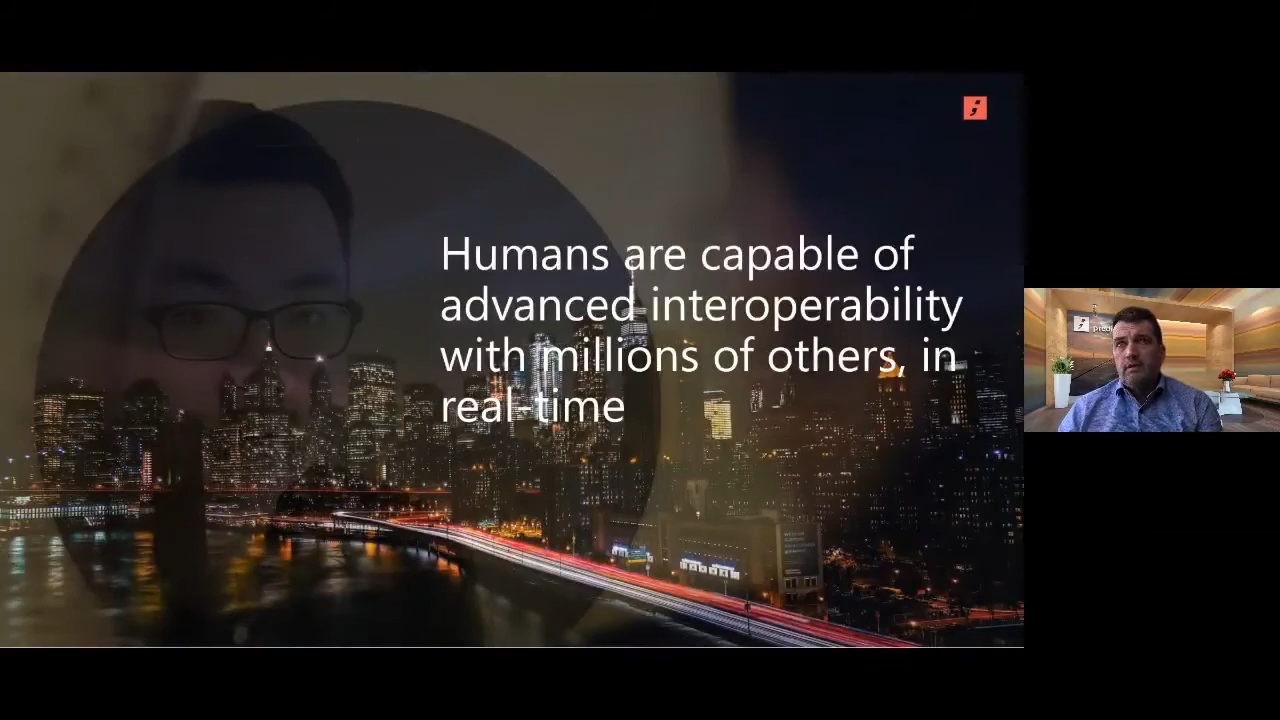 Humans are capable of
advanced interoperability
with millions of others, in
real-time